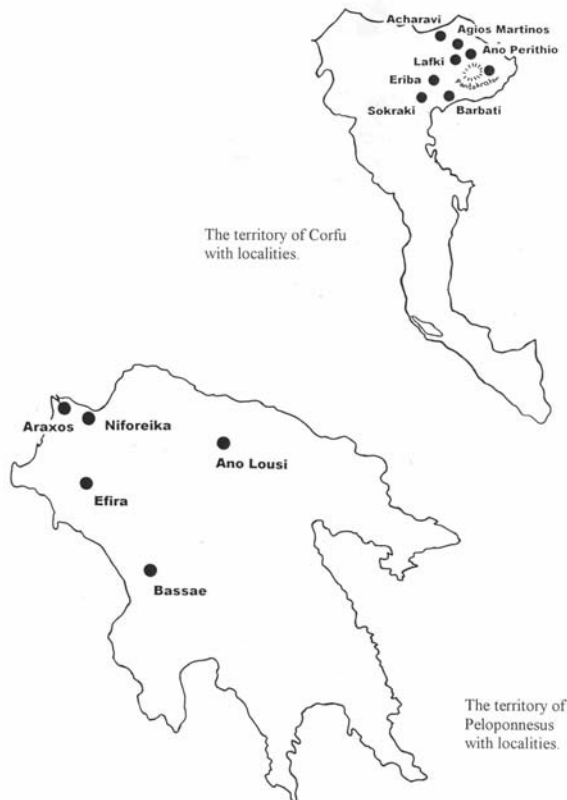 Acharavi
Agios Martinos
Ano Perithio
Lafki
Eriba
Sokraki
Barbati
The territory of Corfu
with localities.
Araxos
Niforeika
Ano Lousi
Efira
Bassae
The territory of
Peloponnesus
with localities.